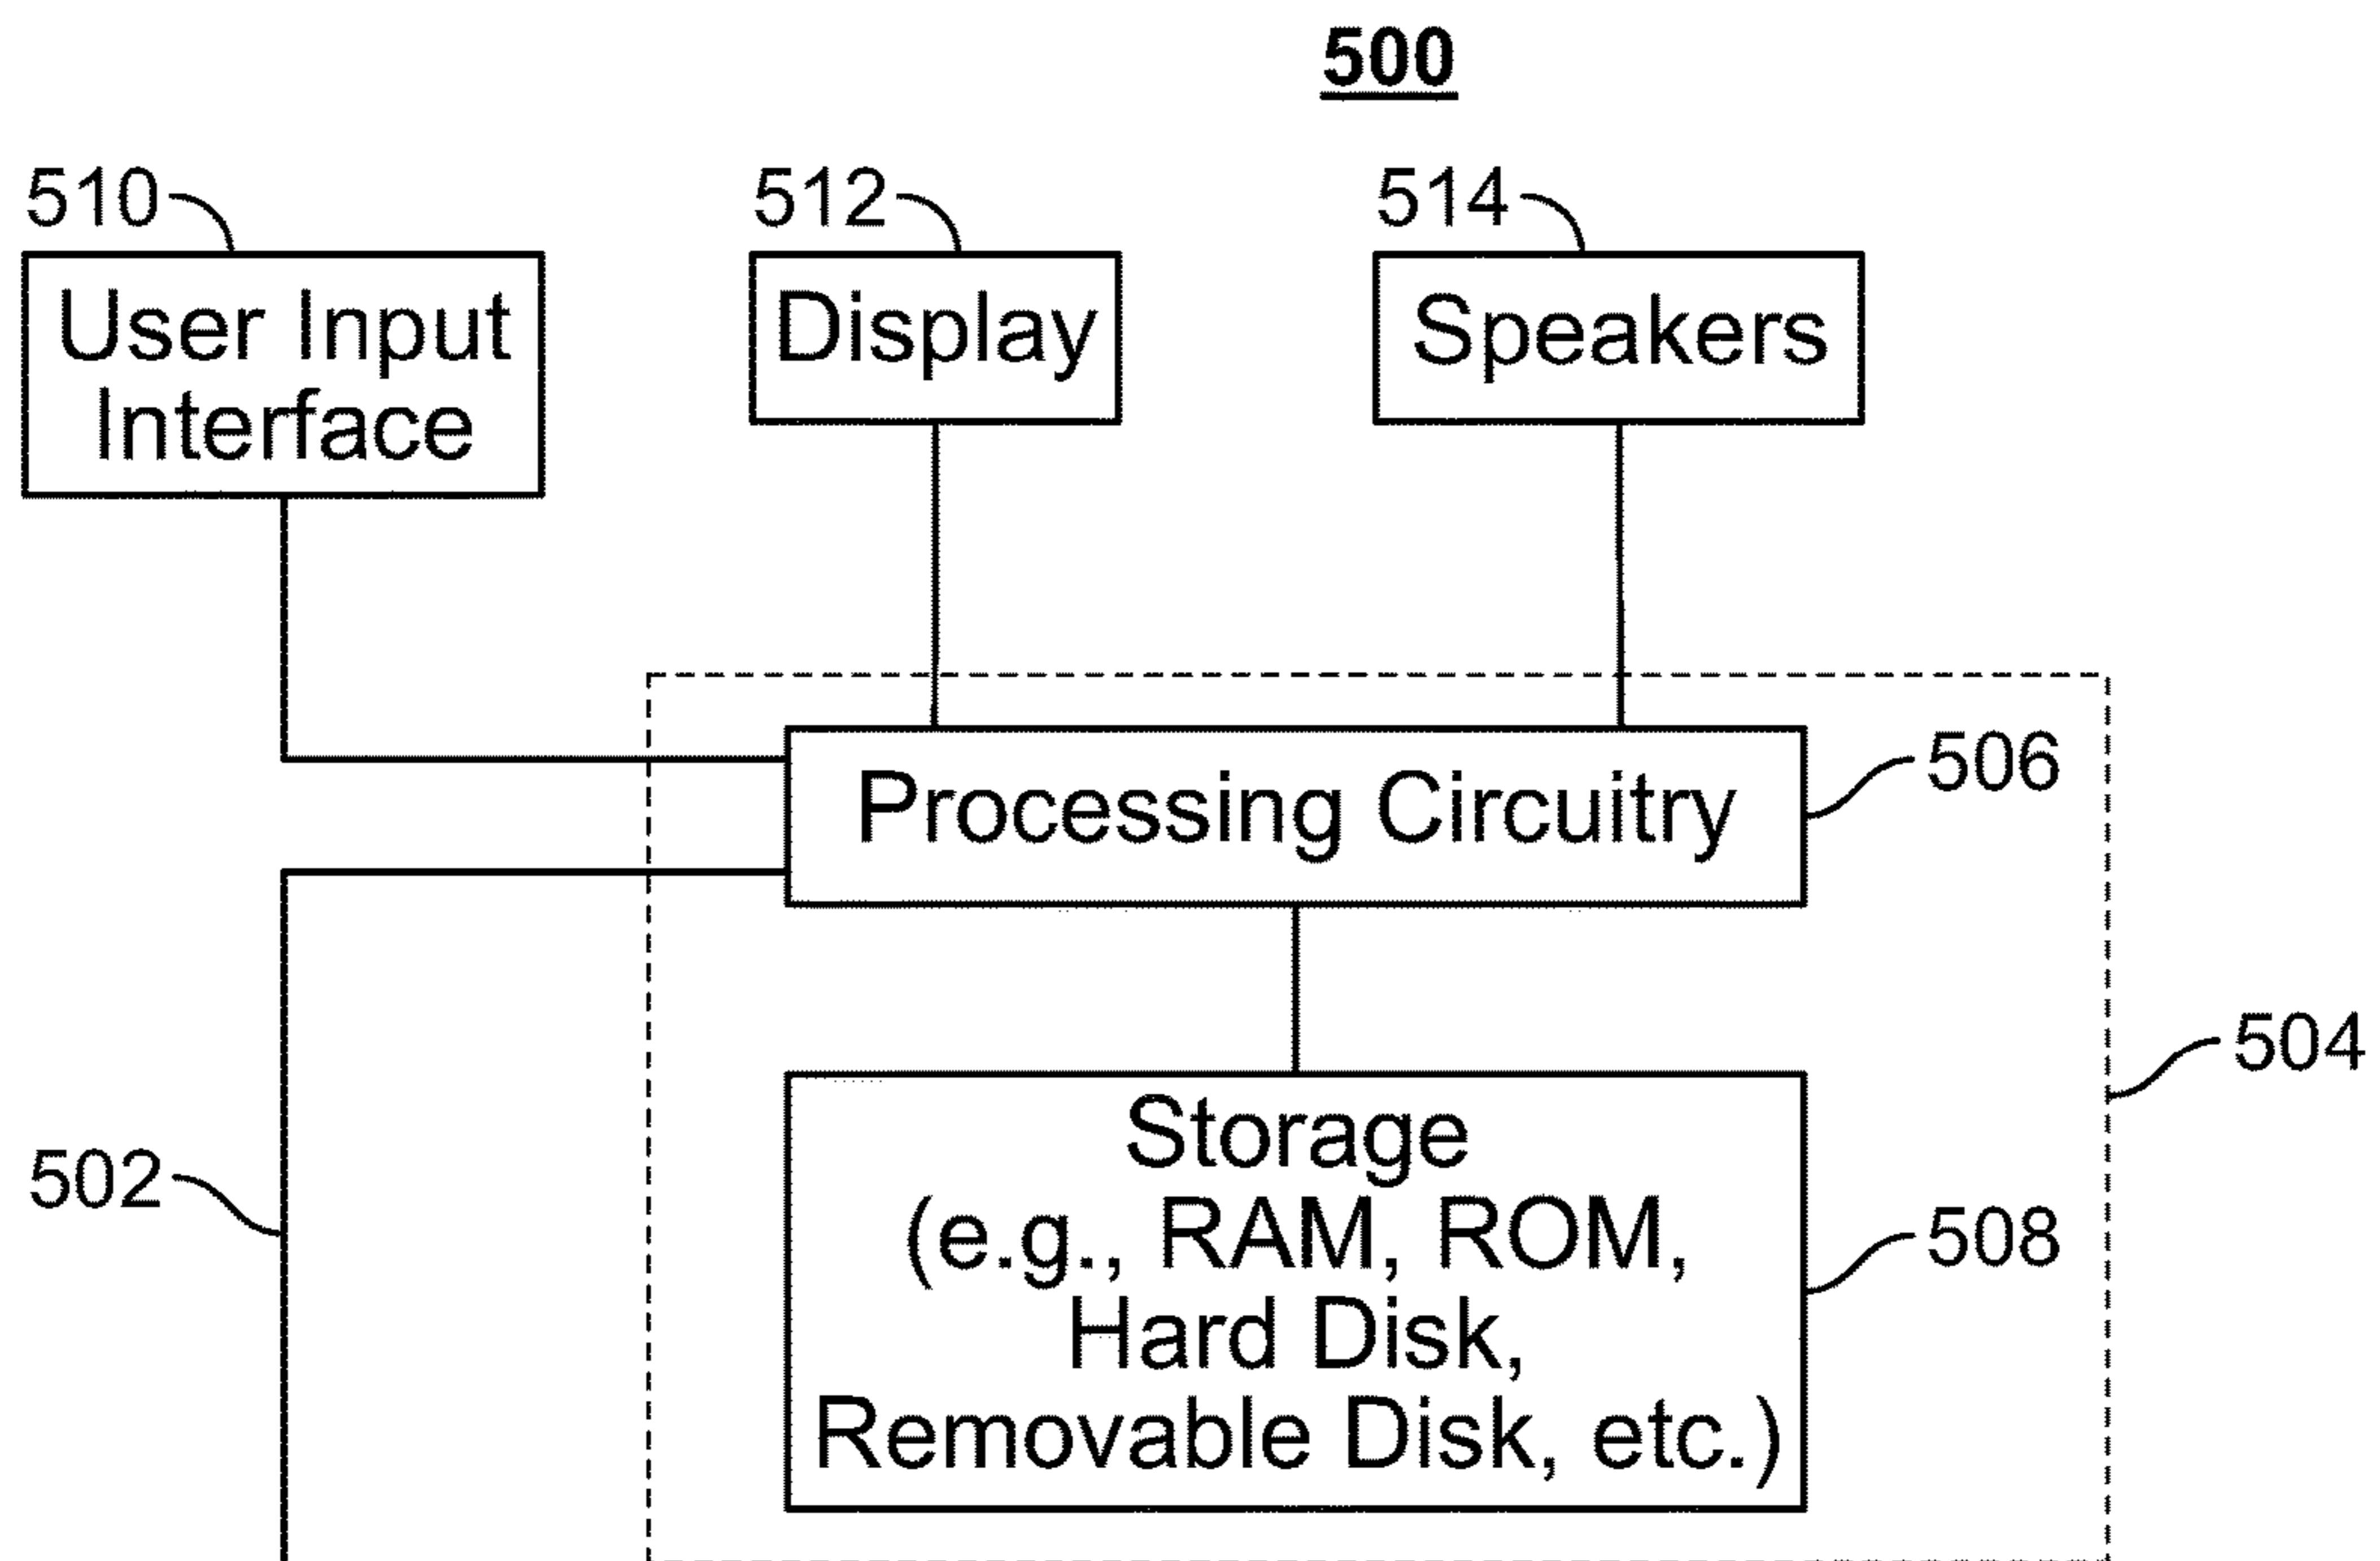 500
510
512
514
User Input
Interface
Display
Speakers
Processing Circuitry
506
504
502
Storage
(e.g., RAM, ROM,
Hard Disk,
Removable Disk, etc.)
508